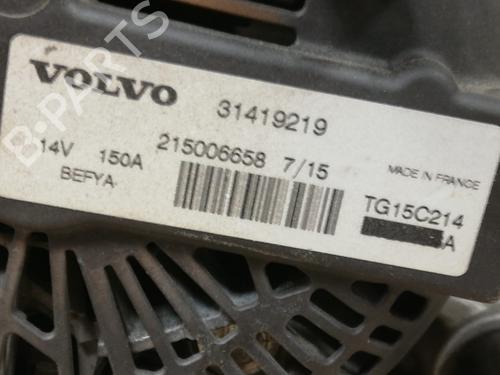 B-PARTS
VOLVO 31419219
14V 150A 215006658 7/15 MADE IN FRANCE
BEFYA TG15C214
A